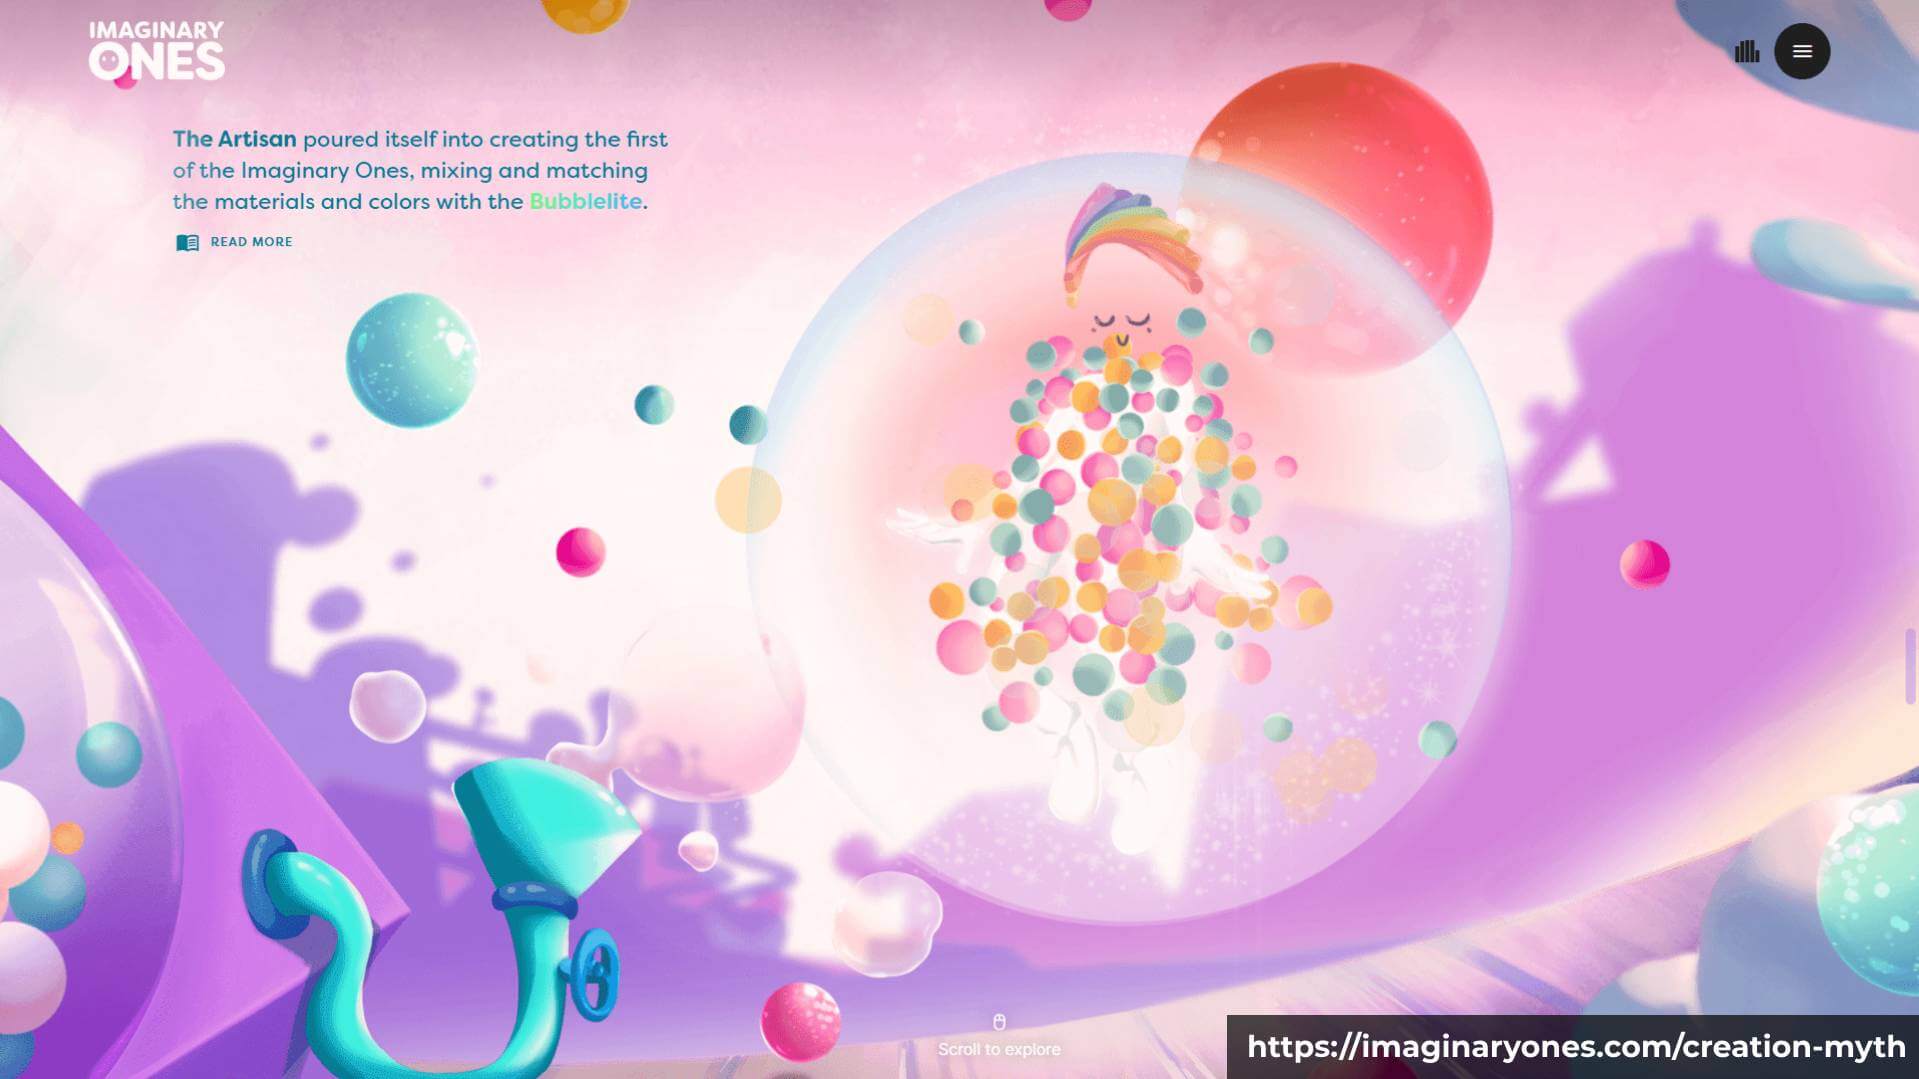 IMAGINARY
ONES
The Artisan poured itself into creating the first
of the Imaginary Ones, mixing and matching
the materials and colors with the Bubblelite.
READ MORE
Scroll to explore
https://imaginaryones.com/creation-myth